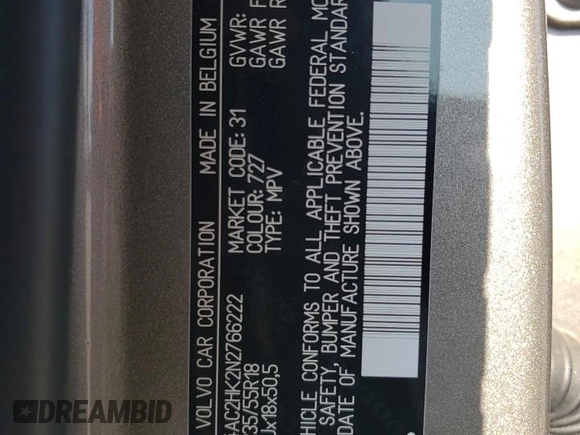 VOLVO CAR CORPORATION MADE IN BELGIUM
AC2HK2N2766222 MARKET CODE: 31 GVWR:
35/55R18 COLOUR: 727 GAWR F
Jx18x50,5 TYPE: MPV GAWR R
HICLE CONFORMS TO ALL APPLICABLE FEDERAL MO
SAFETY, BUMPER AND THEFT PREVENTION STANDAR
DATE OF MANUFACTURE SHOWN ABOVE.
DREAMBID